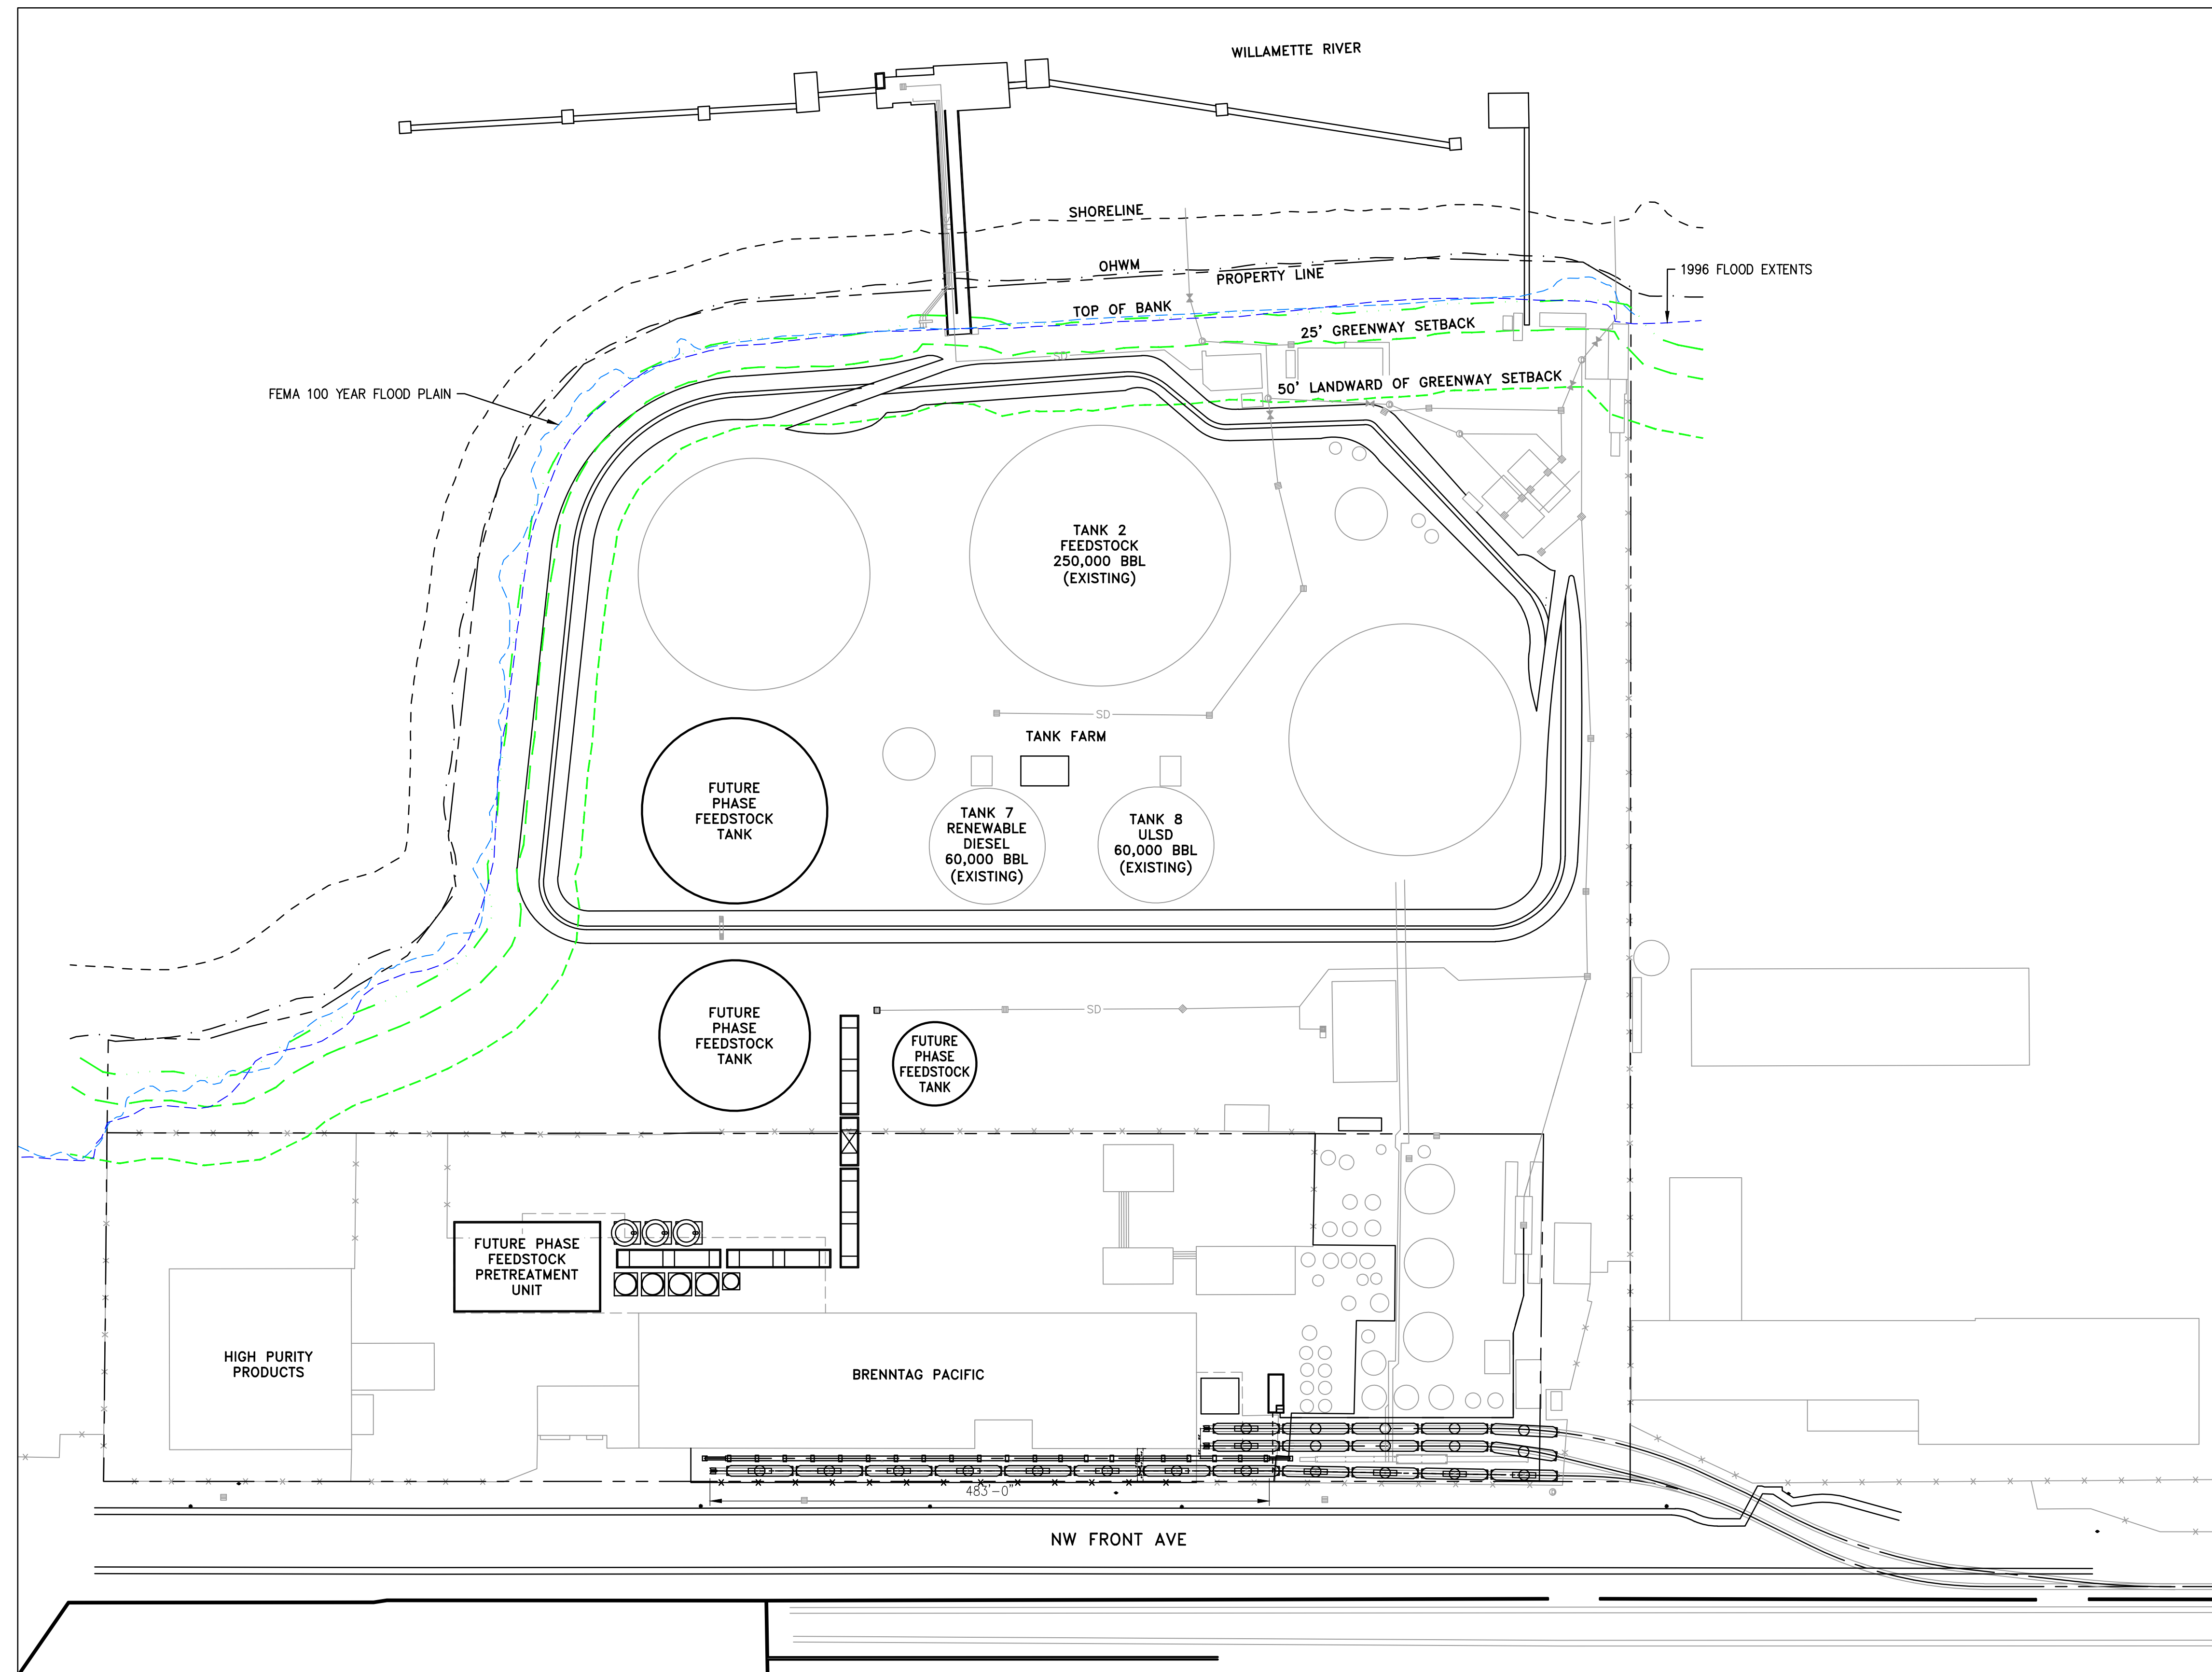 WILLAMETTE RIVER
SHORELINE
OHWM
PROPERTY LINE
1996 FLOOD EXTENTS
TOP OF BANK
25' GREENWAY SETBACK
SD
50' LANDWARD OF GREENWAY SETBACK
FEMA 100 YEAR FLOOD PLAIN
TANK 2
FEEDSTOCK
250,000 BBL
(EXISTING)
SD
TANK FARM
FUTURE
PHASE
FEEDSTOCK
TANK
TANK 7
RENEWABLE
DIESEL
60,000 BBL
(EXISTING)
TANK 8
ULSD
60,000 BBL
(EXISTING)
FUTURE
PHASE
FEEDSTOCK
TANK
SD
FUTURE
PHASE
FEEDSTOCK
TANK
FUTURE PHASE
FEEDSTOCK
PRETREATMENT
UNIT
HIGH PURITY
PRODUCTS
BRENNTAG PACIFIC
483'-0"
NW FRONT AVE